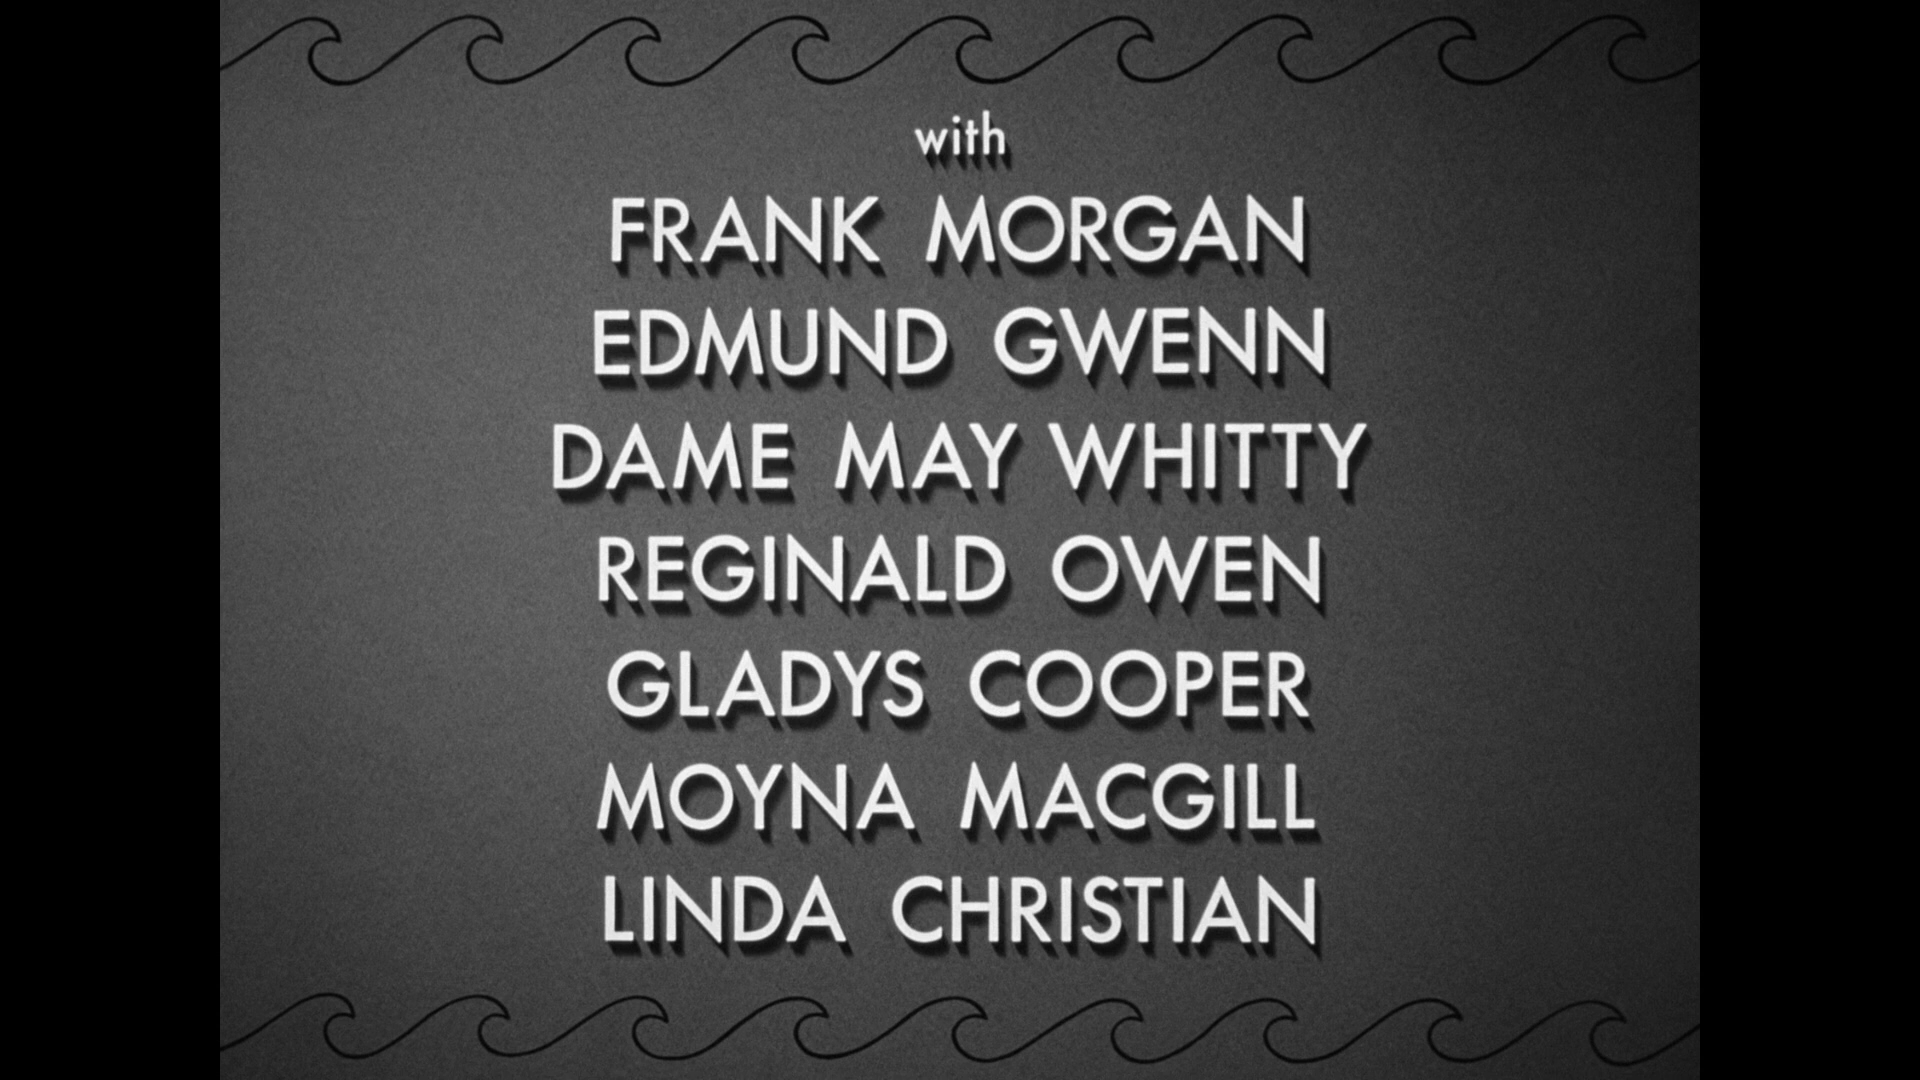 with
FRANK MORGAN
EDMUND GWENN
DAME MAY WHITTY
REGINALD OWEN
GLADYS COOPER
MOYNA MACGILL
LINDA CHRISTIAN